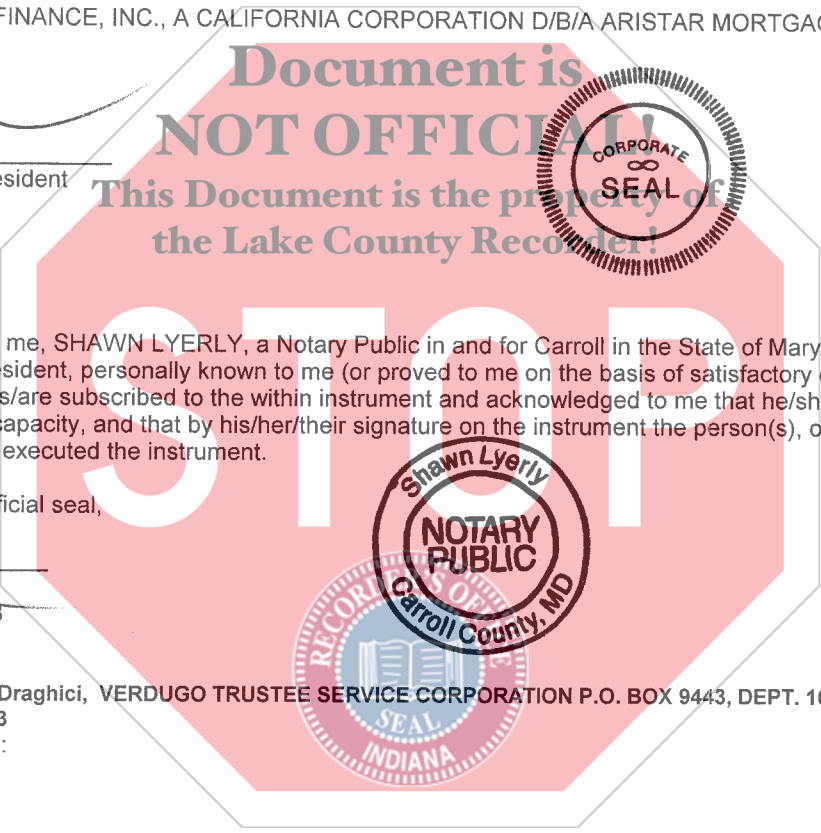 FINANCE, INC., A CALIFORNIA CORPORATION D/B/A ARISTAR MORTGAG
Document is
NOT OFFICIAL!
CORPORATE
SEAL
esident
This Document is the property of
the Lake County Recorder!
STOP
me, SHAWN LYERLY, a Notary Public in and for Carroll in the State of Mary
esident, personally known to me (or proved to me on the basis of satisfactory
s/are subscribed to the within instrument and acknowledged to me that he/sh
capacity, and that by his/her/their signature on the instrument the person(s), o
executed the instrument.
Shawn Lyerly
NOTARY
PUBLIC
Carroll County, MD
ficial seal,
RECORDER'S OFFICE
SEAL
INDIANA
Draghici, VERDUGO TRUSTEE SERVICE CORPORATION P.O. BOX 9443, DEPT. 10
3
: